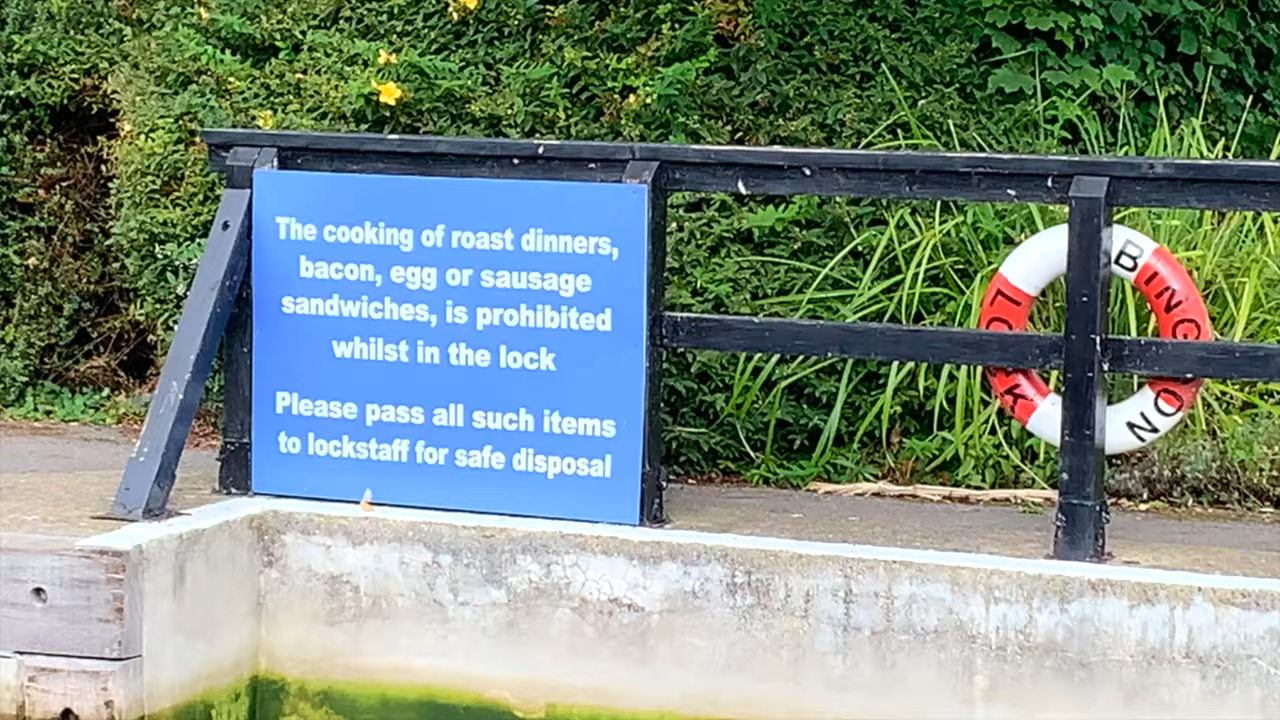 The cooking of roast dinners,
bacon, egg or sausage
sandwiches, is prohibited
whilst in the lock
Please pass all such items
to lockstaff for safe disposal
BINGDON